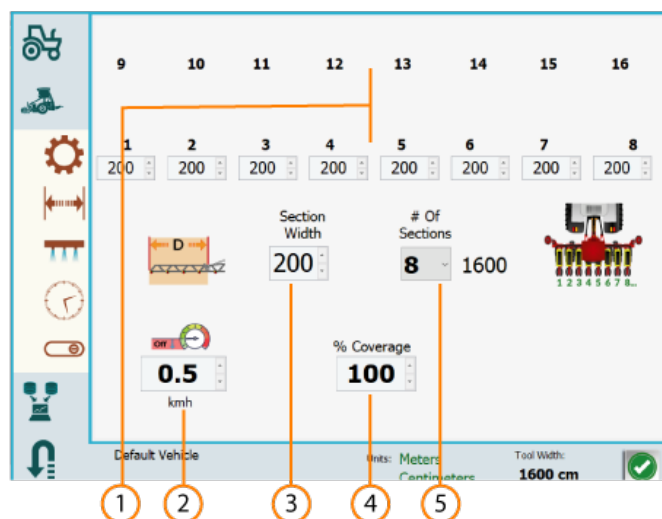 9 10 11 12 13 14 15 16
1 2 3 4 5 6 7 8
200 200 200 200 200 200 200 200
Section
Width
# Of
Sections
D
200
8 1600
1 2 3 4 5 6 7 8...
Off
% Coverage
0.5
100
kmh
Default Vehicle
Units: Meters
Tool Width:
Centimeters
1600 cm
1 2 3 4 5